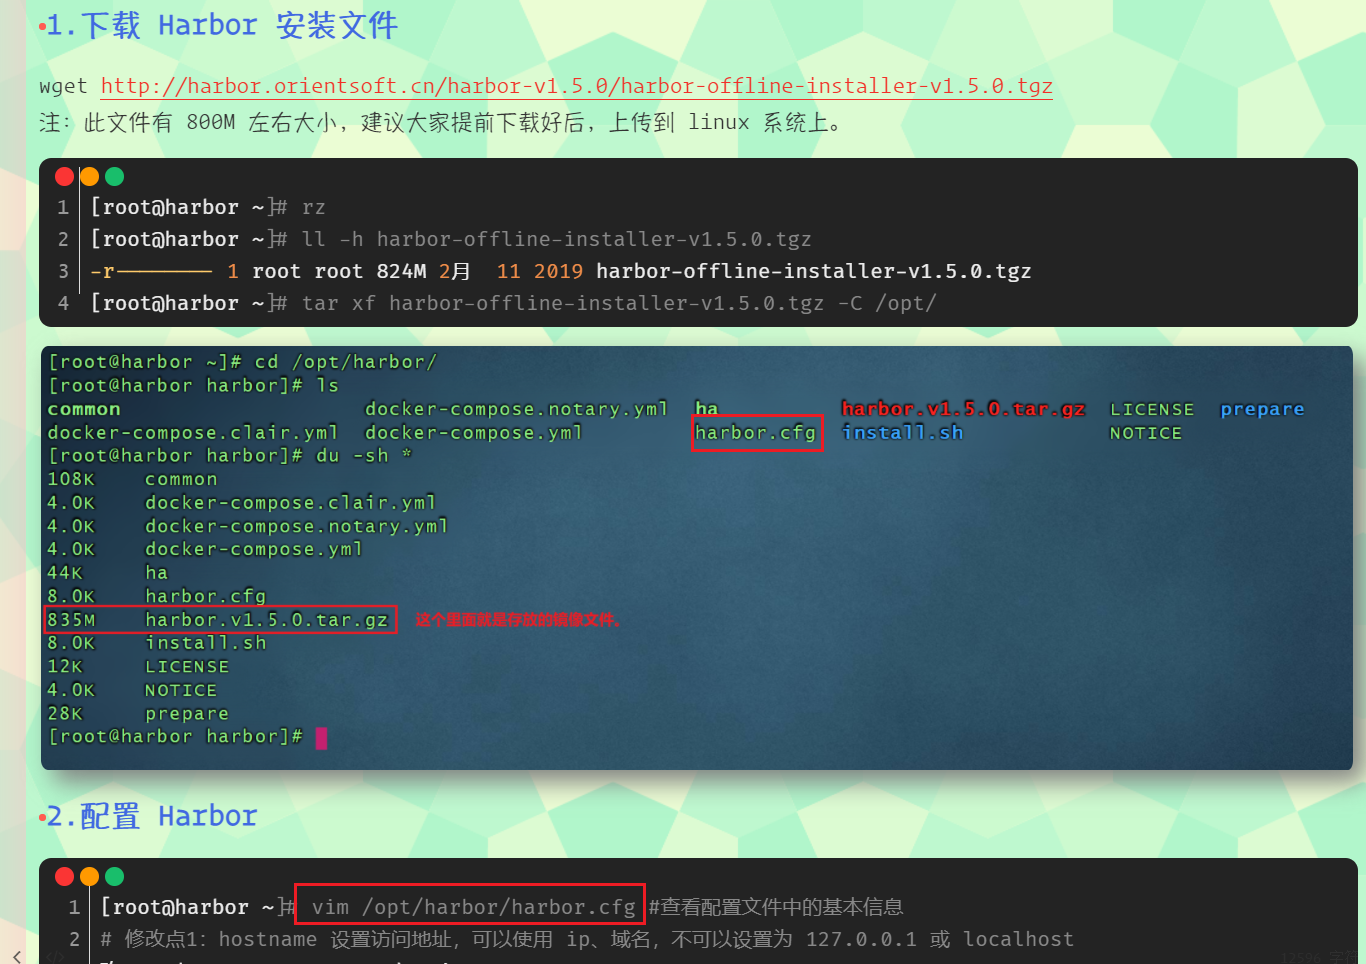 1.下载 Harbor 安装文件
wget http://harbor.orientsoft.cn/harbor-v1.5.0/harbor-offline-installer-v1.5.0.tgz
注：此文件有 800M 左右大小，建议大家提前下载好后，上传到 linux 系统上。
1 [root@harbor ~]# rz
2 [root@harbor ~]# ll -h harbor-offline-installer-v1.5.0.tgz
3 -r-------- 1 root root 824M 2月  11 2019 harbor-offline-installer-v1.5.0.tgz
4 [root@harbor ~]# tar xf harbor-offline-installer-v1.5.0.tgz -C /opt/
[root@harbor ~]# cd /opt/harbor/
[root@harbor harbor]# ls
common docker-compose.notary.yml ha harbor.v1.5.0.tar.gz LICENSE prepare
docker-compose.clair.yml docker-compose.yml harbor.cfg install.sh NOTICE
[root@harbor harbor]# du -sh *
108K common
4.0K docker-compose.clair.yml
4.0K docker-compose.notary.yml
4.0K docker-compose.yml
44K ha
8.0K harbor.cfg
835M harbor.v1.5.0.tar.gz 这个里面就是存放的镜像文件。
8.0K install.sh
12K LICENSE
4.0K NOTICE
28K prepare
[root@harbor harbor]#
2.配置 Harbor
1 [root@harbor ~]# vim /opt/harbor/harbor.cfg #查看配置文件中的基本信息
2 # 修改点1：hostname 设置访问地址，可以使用 ip、域名，不可以设置为 127.0.0.1 或 localhost